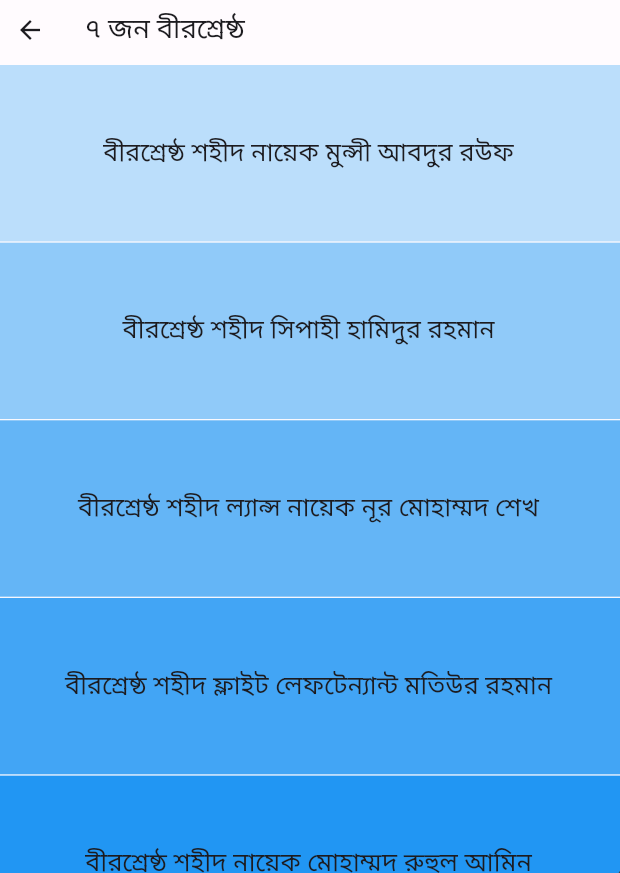 ৭ জন বীরশ্রেষ্ঠ
বীরশ্রেষ্ঠ শহীদ নায়েক মুন্সী আবদুর রউফ
বীরশ্রেষ্ঠ শহীদ সিপাহী হামিদুর রহমান
বীরশ্রেষ্ঠ শহীদ ল্যান্স নায়েক নূর মোহাম্মদ শেখ
বীরশ্রেষ্ঠ শহীদ ফ্লাইট লেফটেন্যান্ট মতিউর রহমান
বীরশ্রেষ্ঠ শহীদ নায়েক মোহাম্মদ রুহুল আমিন